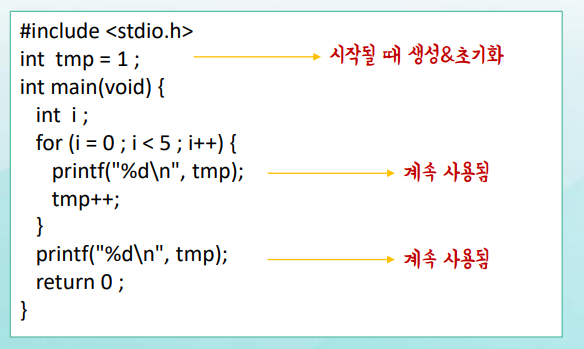 #include <stdio.h>
int tmp = 1 ;
시작될 때 생성&초기화
int main(void) {
int i ;
for (i = 0 ; i < 5 ; i++) {
printf("%d\n", tmp);
계속 사용됨
tmp++;
}
printf("%d\n", tmp);
계속 사용됨
return 0 ;
}